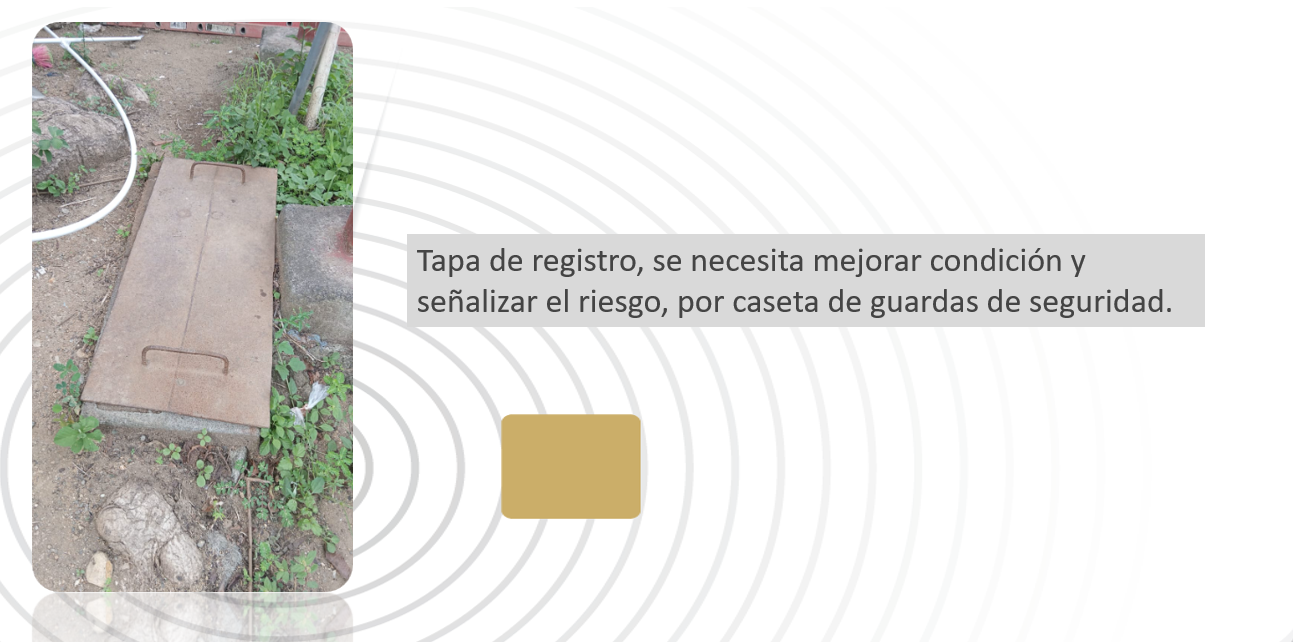 Tapa de registro, se necesita mejorar condición y
señalizar el riesgo, por caseta de guardas de seguridad.